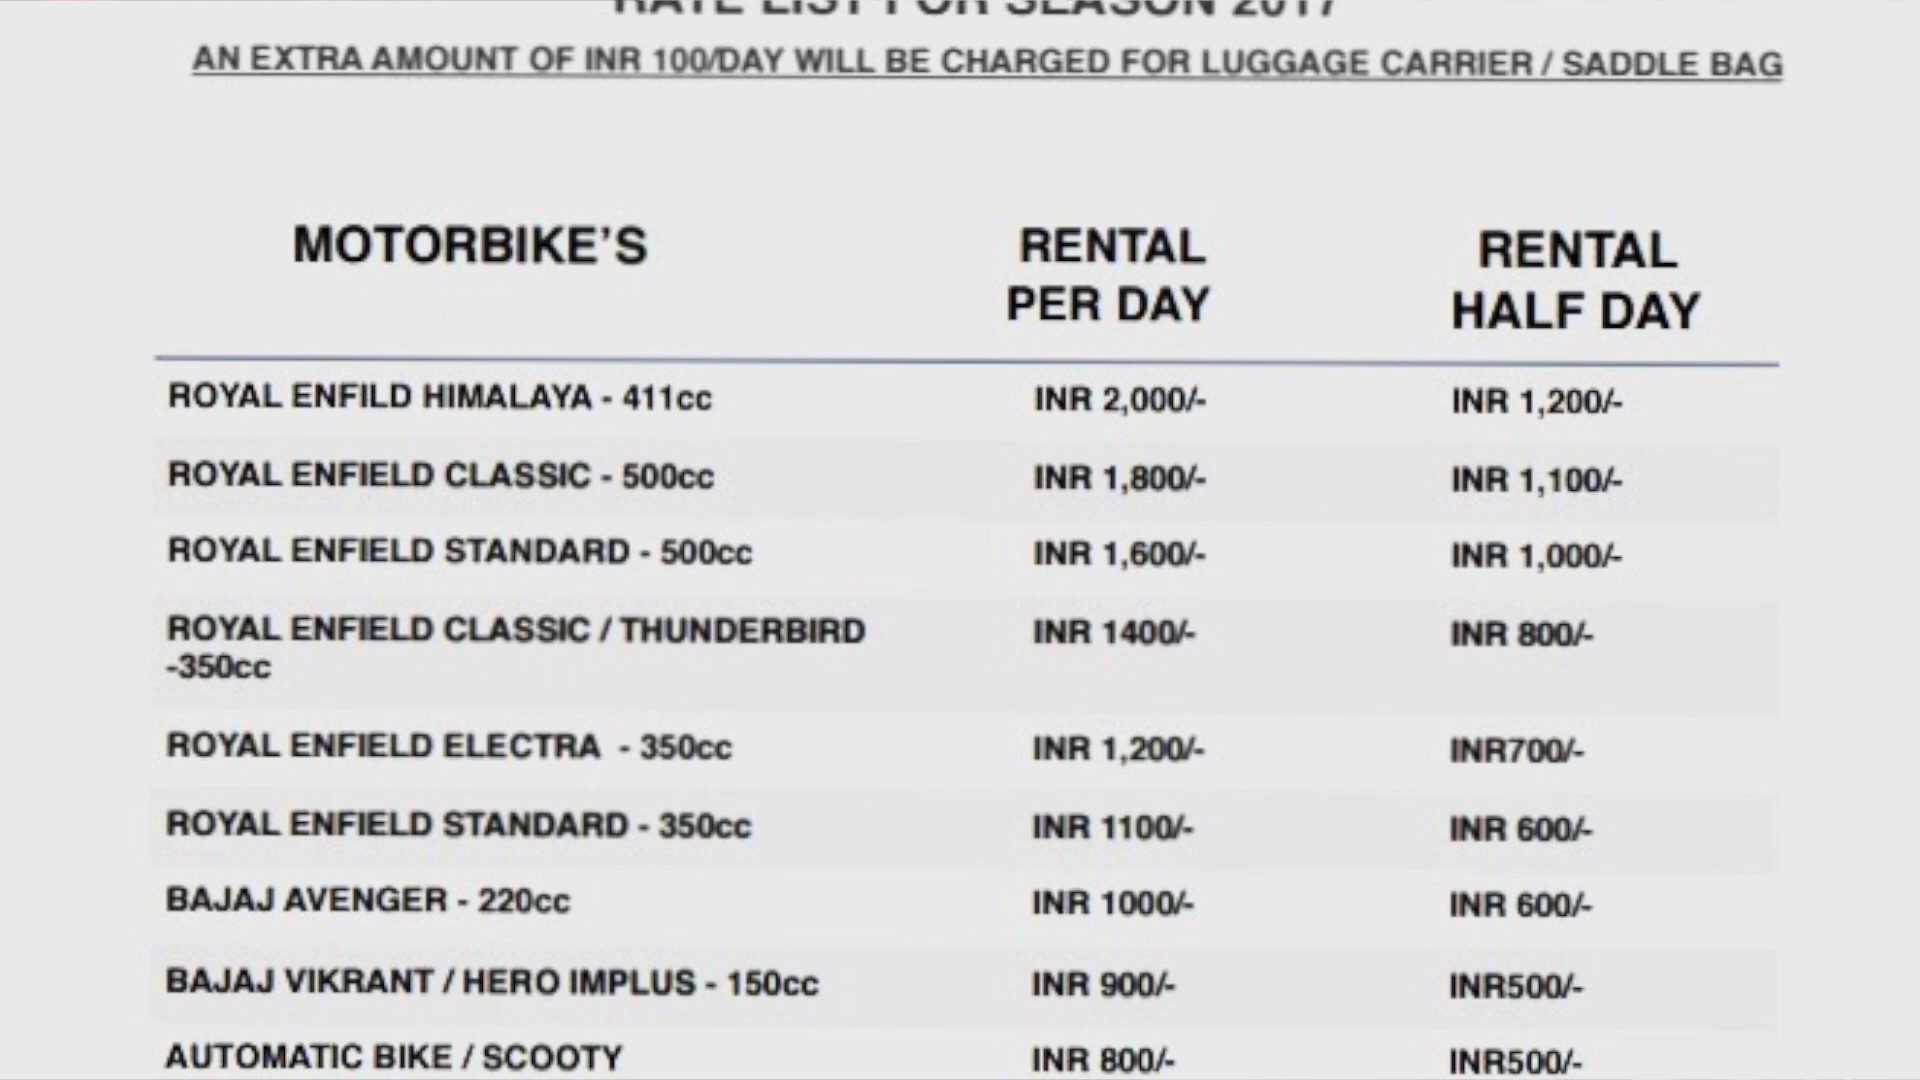 RATE LIST FOR SEASON 2017
AN EXTRA AMOUNT OF INR 100/DAY WILL BE CHARGED FOR LUGGAGE CARRIER / SADDLE BAG
MOTORBIKE'S RENTAL PER DAY RENTAL HALF DAY
ROYAL ENFILD HIMALAYA - 411cc INR 2,000/- INR 1,200/-
ROYAL ENFIELD CLASSIC - 500cc INR 1,800/- INR 1,100/-
ROYAL ENFIELD STANDARD - 500cc INR 1,600/- INR 1,000/-
ROYAL ENFIELD CLASSIC / THUNDERBIRD INR 1400/- INR 800/-
-350cc
ROYAL ENFIELD ELECTRA - 350cc INR 1,200/- INR700/-
ROYAL ENFIELD STANDARD - 350cc INR 1100/- INR 600/-
BAJAJ AVENGER - 220cc INR 1000/- INR 600/-
BAJAJ VIKRANT / HERO IMPLUS - 150cc INR 900/- INR500/-
AUTOMATIC BIKE / SCOOTY INR 800/- INR500/-